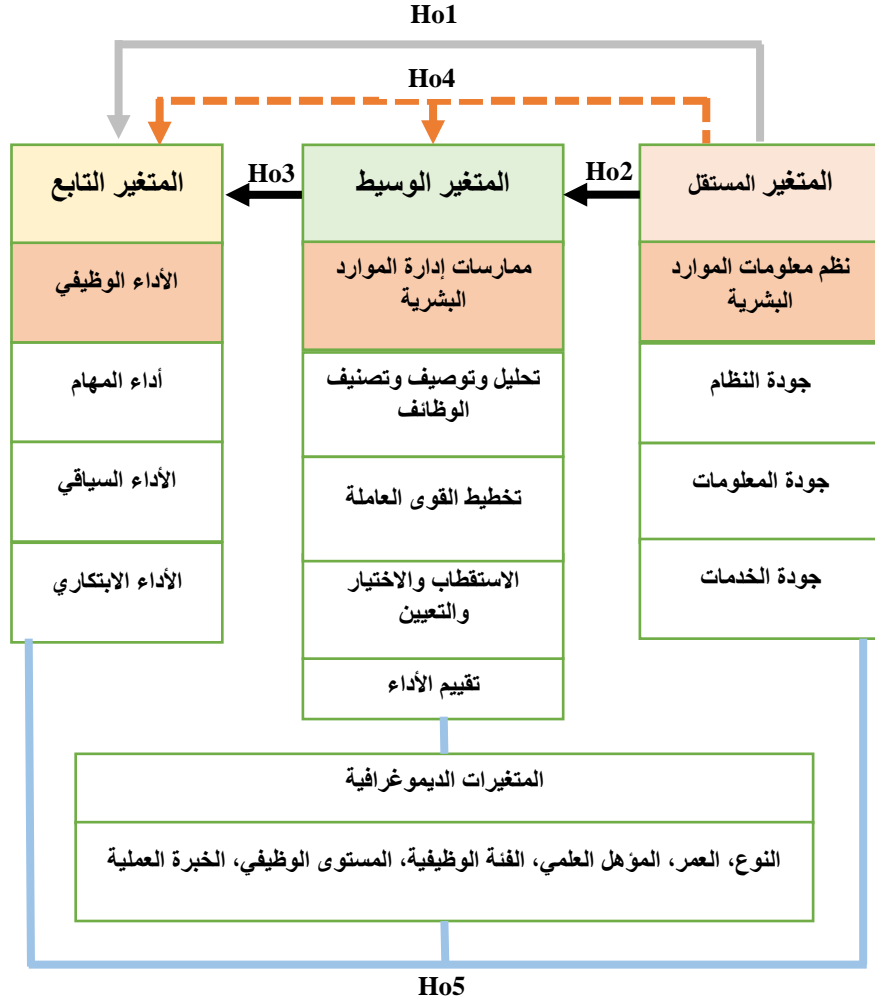 Ho1
Ho4
المتغير المستقل
Ho2
المتغير الوسيط
Ho3
المتغير التابع
نظم معلومات الموارد
البشرية
ممارسات إدارة الموارد
البشرية
الأداء الوظيفي
جودة النظام
تحليل وتوصيف وتصنيف
الوظائف
أداء المهام
جودة المعلومات
تخطيط القوى العاملة
الأداء السياقي
جودة الخدمات
الاستقطاب والاختيار
والتعيين
الأداء الابتكاري
تقييم الأداء
المتغيرات الديموغرافية
النوع، العمر، المؤهل العلمي، الفئة الوظيفية، المستوى الوظيفي، الخبرة العملية
Ho5